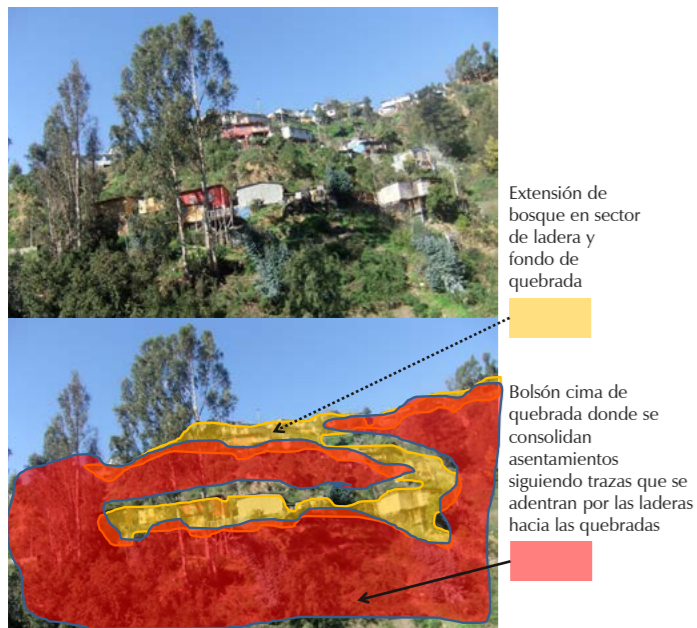 Extensión de
bosque en sector
de ladera y
fondo de
quebrada
Bolsón cima de
quebrada donde se
consolidan
asentamientos
siguiendo trazas que se
adentran por las laderas
hacia las quebradas